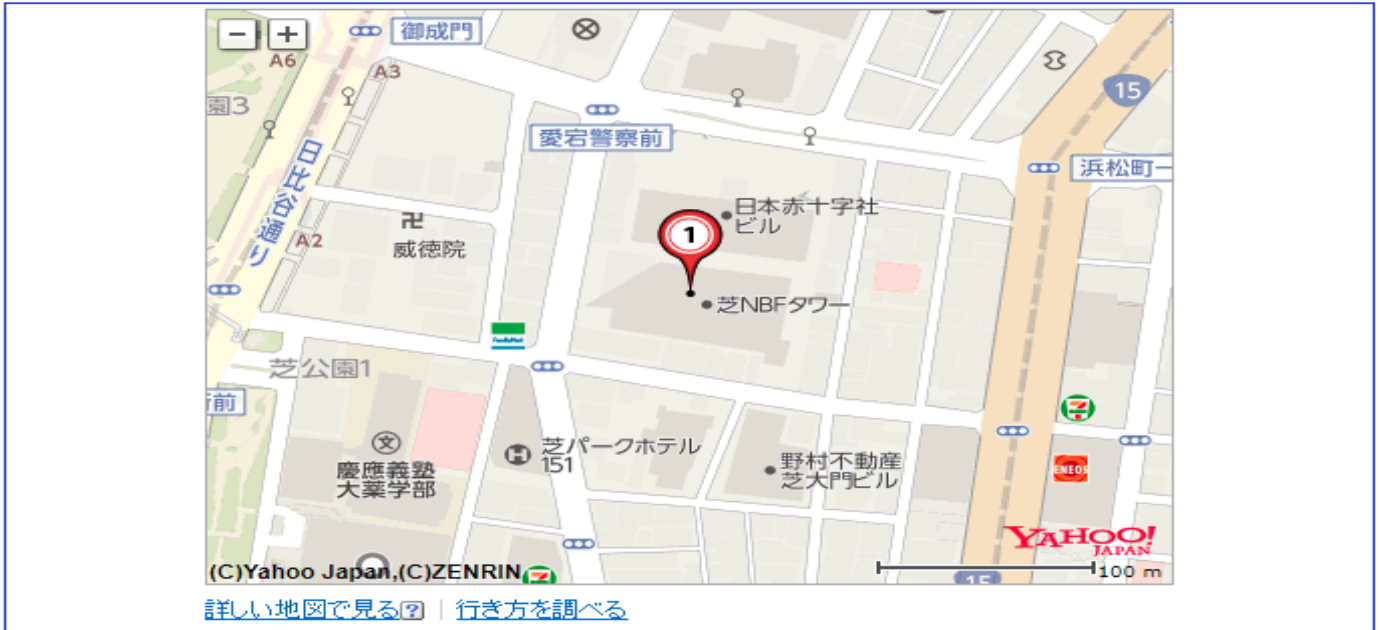 − +
御成門
A6
A3
15
園3
愛宕警察前
浜松町一
日比谷通り
日本赤十字社
ビル
1
A2
威徳院
芝NBFタワー
FamilyMart
芝公園1
前
7
芝パークホテル
151
H
文
慶應義塾
大薬学部
野村不動産
芝大門ビル
ENEOS
YAHOO!
JAPAN
(C)Yahoo Japan,(C)ZENRIN
15
100 m
詳しい地図で見る? | 行き方を調べる